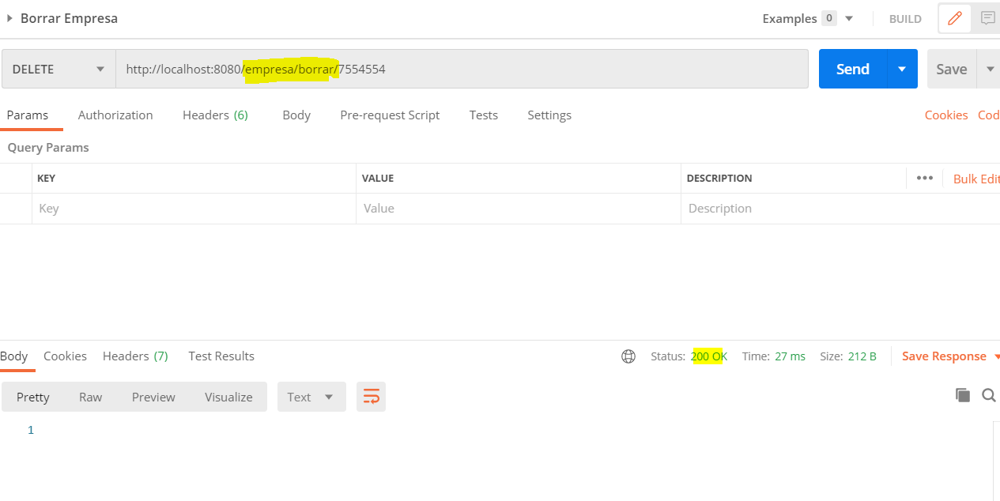 Borrar Empresa Examples 0 BUILD
DELETE http://localhost:8080/empresa/borrar/7554554 Send Save
Params Authorization Headers (6) Body Pre-request Script Tests Settings Cookies Cod
Query Params
KEY VALUE DESCRIPTION ••• Bulk Edit
Key Value Description
Body Cookies Headers (7) Test Results Status: 200 OK Time: 27 ms Size: 212 B Save Response
Pretty Raw Preview Visualize Text
1